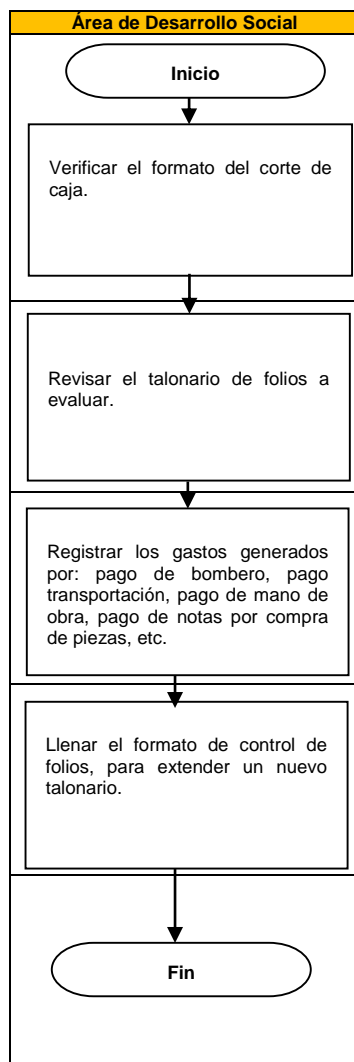 Área de Desarrollo Social
Inicio
Verificar el formato del corte de
caja.
Revisar el talonario de folios a
evaluar.
Registrar los gastos generados
por: pago de bombero, pago
transportación, pago de mano de
obra, pago de notas por compra
de piezas, etc.
Llenar el formato de control de
folios, para extender un nuevo
talonario.
Fin